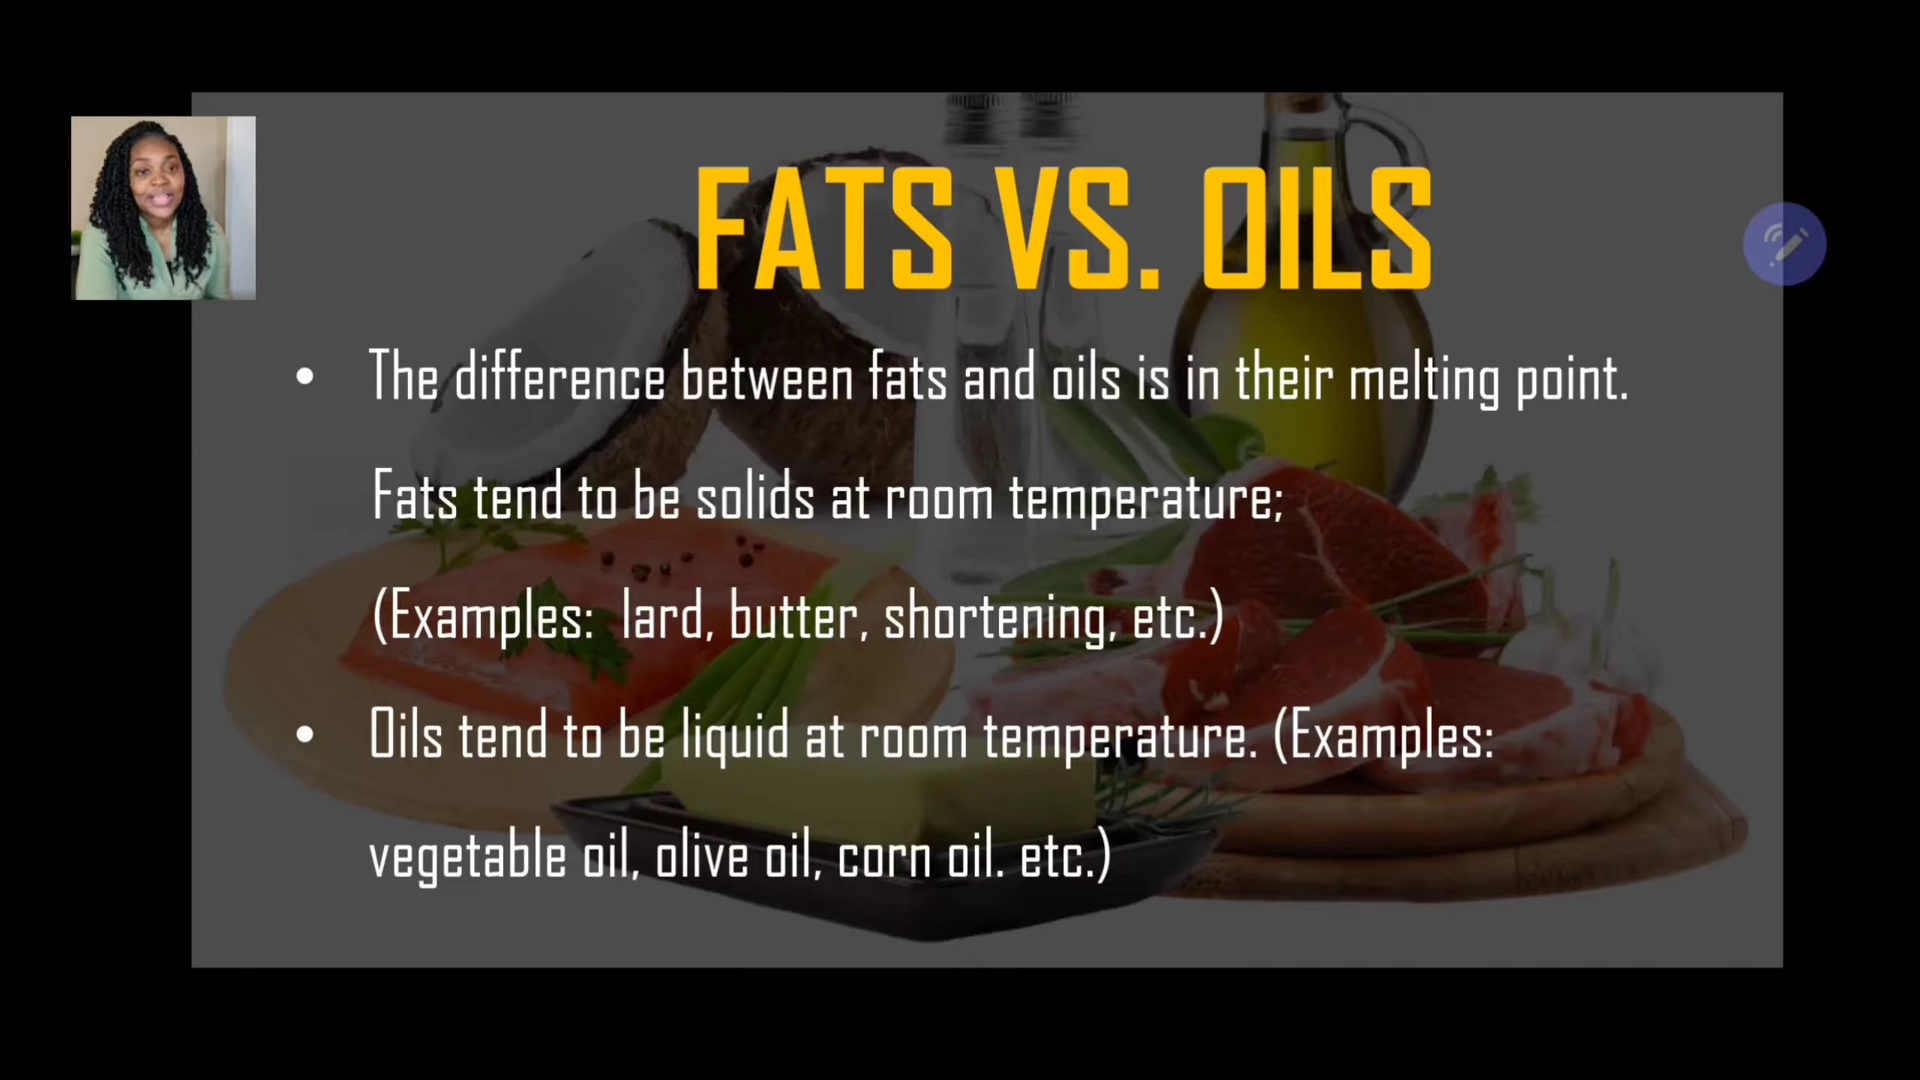 FATS VS. OILS
• The difference between fats and oils is in their melting point.
Fats tend to be solids at room temperature;
(Examples:  lard, butter, shortening, etc.)
• Oils tend to be liquid at room temperature. (Examples:
vegetable oil, olive oil, corn oil. etc.)